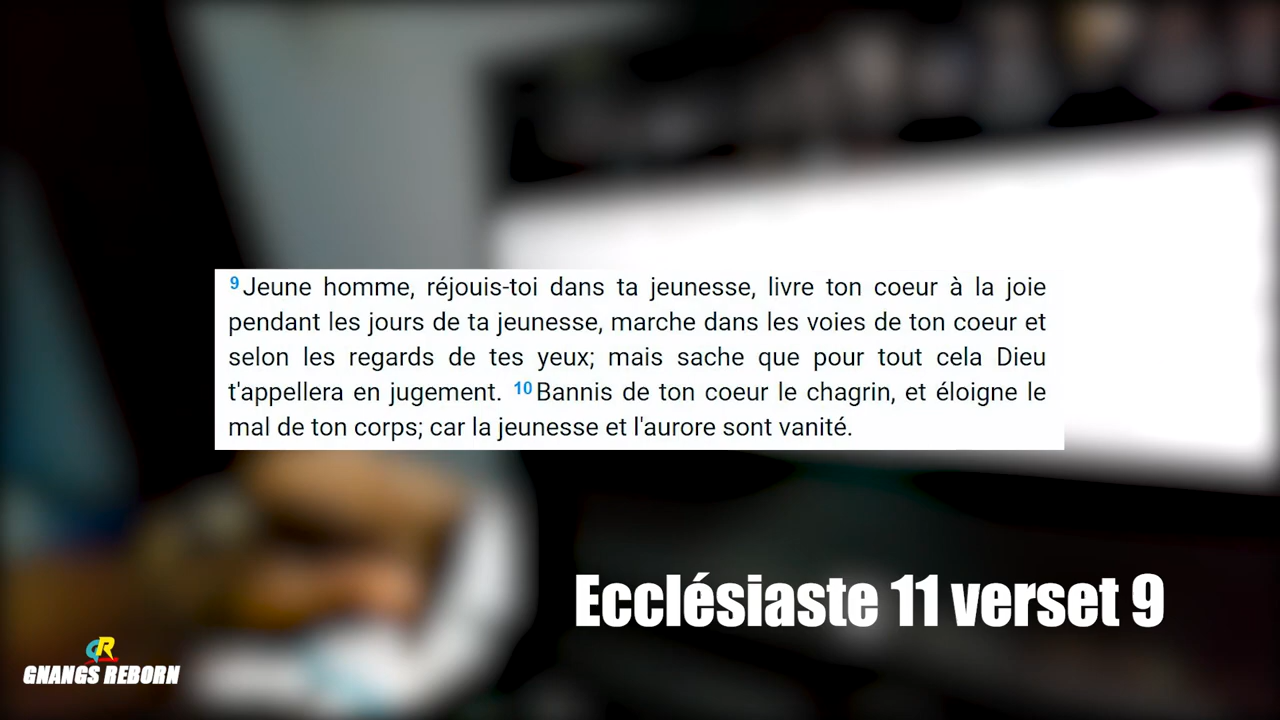 9 Jeune homme, réjouis-toi dans ta jeunesse, livre ton coeur à la joie
pendant les jours de ta jeunesse, marche dans les voies de ton coeur et
selon les regards de tes yeux; mais sache que pour tout cela Dieu
t'appellera en jugement. 10 Bannis de ton coeur le chagrin, et éloigne le
mal de ton corps; car la jeunesse et l'aurore sont vanité.
Ecclésiaste 11 verset 9
GR
GNANGS REBORN